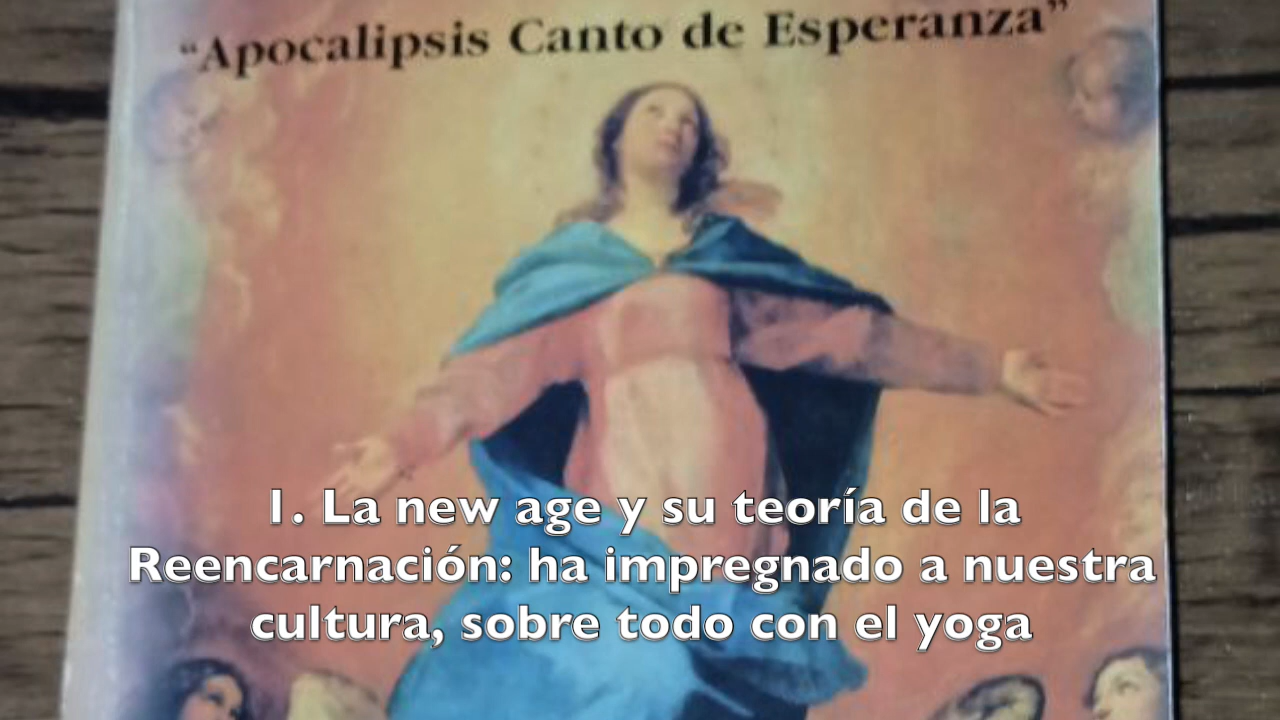 “Apocalipsis Canto de Esperanza”
1. La new age y su teoría de la
Reencarnación: ha impregnado a nuestra
cultura, sobre todo con el yoga